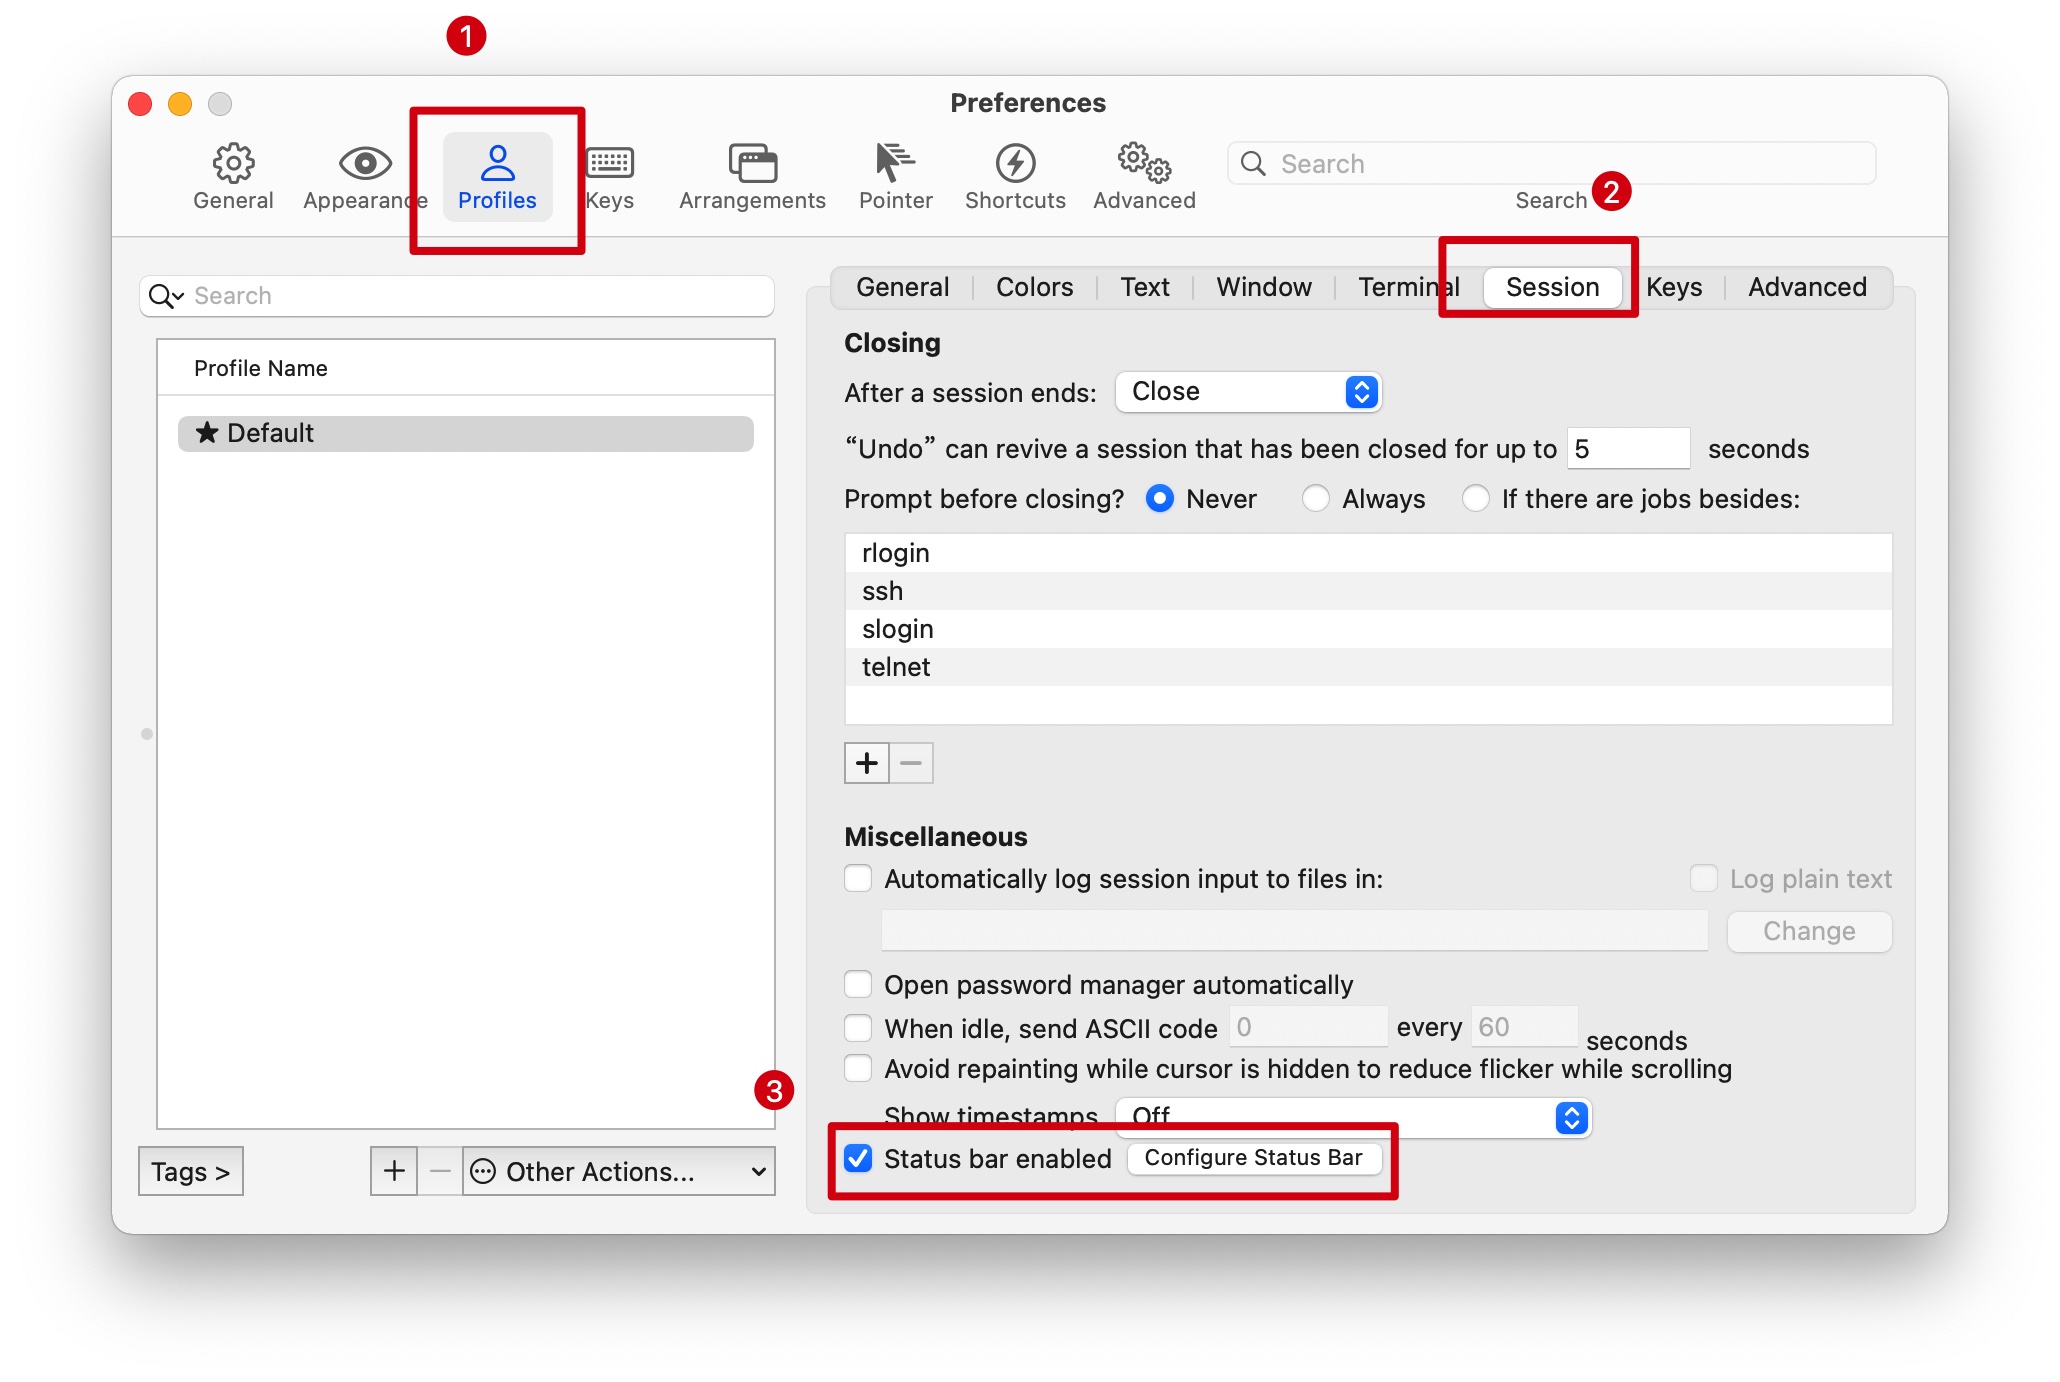 1
Preferences
General Appearance Profiles Keys Arrangements Pointer Shortcuts Advanced
Search
Search
2
Search
Profile Name
★ Default
Tags >
Other Actions...
General Colors Text Window Terminal Session Keys Advanced
Closing
After a session ends: Close
“Undo” can revive a session that has been closed for up to 5 seconds
Prompt before closing? Never Always If there are jobs besides:
rlogin
ssh
slogin
telnet
Miscellaneous
Automatically log session input to files in: Log plain text
Change
Open password manager automatically
When idle, send ASCII code 0 every 60 seconds
Avoid repainting while cursor is hidden to reduce flicker while scrolling
3
Show timestamps Off
Status bar enabled Configure Status Bar